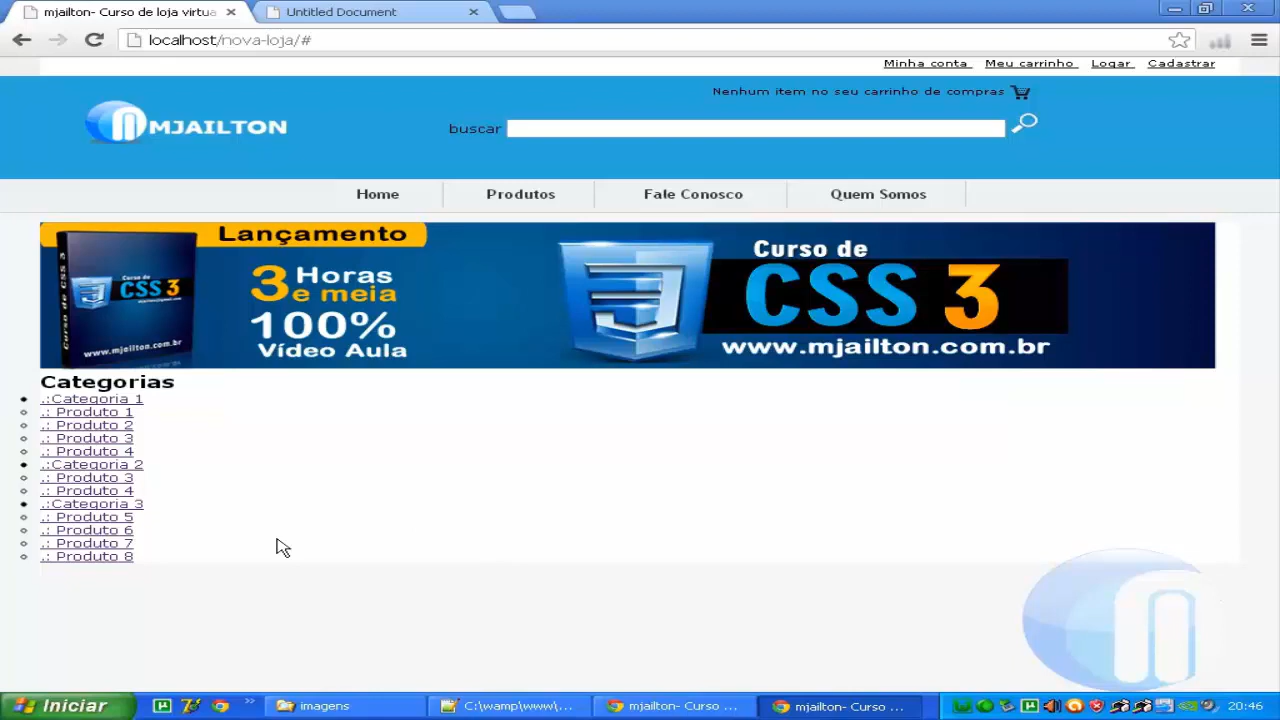 mjailton- Curso de loja virtua
Untitled Document
localhost/nova-loja/#
Minha conta Meu carrinho Logar Cadastrar
Nenhum item no seu carrinho de compras
MJAILTON
buscar
Home Produtos Fale Conosco Quem Somos
Lançamento
Curso de CSS 3
CSS 3
3 Horas
e meia
100%
Vídeo Aula
www.mjailton.com.br
Curso de
CSS 3
www.mjailton.com.br
Categorias
.:Categoria 1
.: Produto 1
.: Produto 2
.: Produto 3
.: Produto 4
.:Categoria 2
.: Produto 3
.: Produto 4
.:Categoria 3
.: Produto 5
.: Produto 6
.: Produto 7
.: Produto 8
Iniciar
imagens
C:\wamp\www\...
mjailton- Curso ...
mjailton- Curso ...
20:46